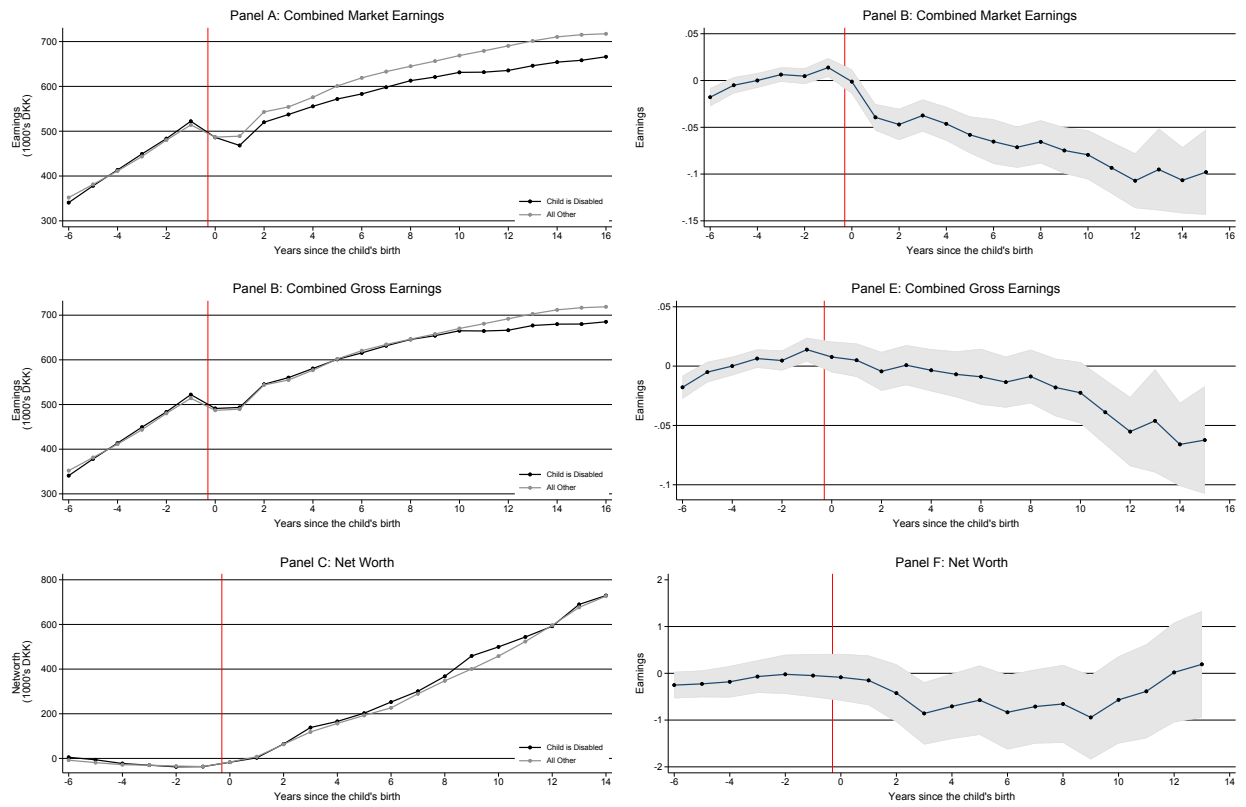 Panel A: Combined Market Earnings
700
600
500
400
300
Earnings
(1000's DKK)
Child is Disabled
All Other
-6 -4 -2 0 2 4 6 8 10 12 14 16
Years since the child's birth
Panel B: Combined Market Earnings
.05
0
-.05
-.1
-.15
Earnings
-6 -4 -2 0 2 4 6 8 10 12 14 16
Years since the child's birth
Panel B: Combined Gross Earnings
700
600
500
400
300
Earnings
(1000's DKK)
Child is Disabled
All Other
-6 -4 -2 0 2 4 6 8 10 12 14 16
Years since the child's birth
Panel E: Combined Gross Earnings
.05
0
-.05
-.1
Earnings
-6 -4 -2 0 2 4 6 8 10 12 14 16
Years since the child's birth
Panel C: Net Worth
800
600
400
200
0
Networth
(1000's DKK)
Child is Disabled
All Other
-6 -4 -2 0 2 4 6 8 10 12 14
Years since the child's birth
Panel F: Net Worth
2
1
0
-1
-2
Earnings
-6 -4 -2 0 2 4 6 8 10 12 14
Years since the child's birth